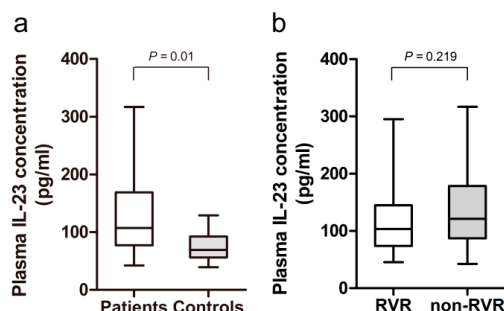 a
Plasma IL-23 concentration
(pg/ml)
400
300
200
100
0
P = 0.01
Patients Controls
b
Plasma IL-23 concentration
(pg/ml)
400
300
200
100
0
P = 0.219
RVR non-RVR